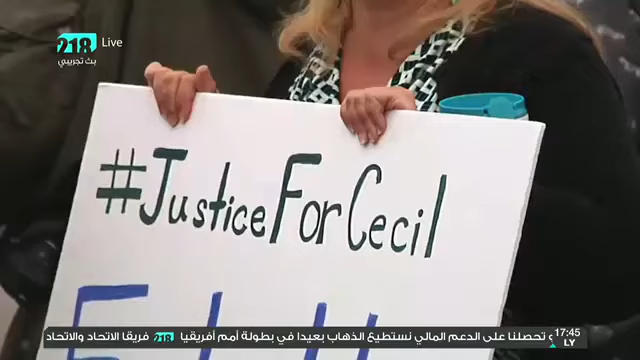 218 Live
بث تجريبي
#JusticeForCecil
تحصلنا على الدعم المالي نستطيع الذهاب بعيدا في بطولة أمم أفريقيا 218 فريقا الاتحاد والاتحاد
17:45
LY